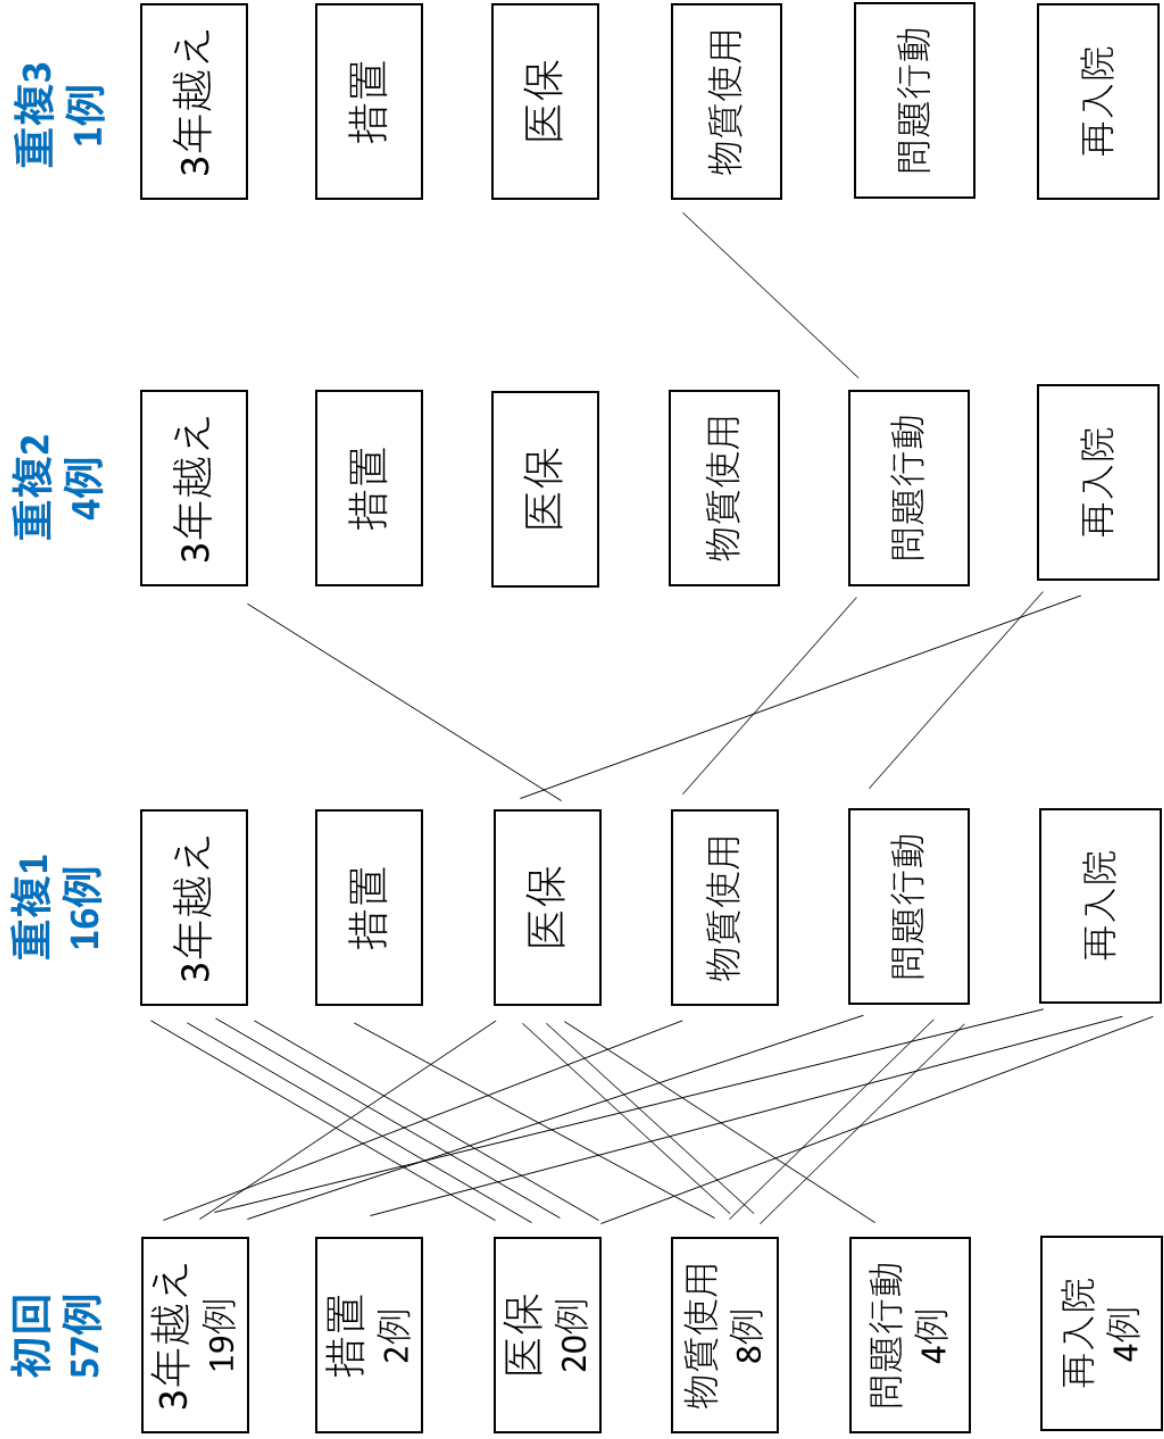 初回
57例
重複1
16例
重複2
4例
重複3
1例
3年越え
19例
3年越え
3年越え
3年越え
措置
2例
措置
措置
措置
医保
20例
医保
医保
医保
物質使用
8例
物質使用
物質使用
物質使用
問題行動
4例
問題行動
問題行動
問題行動
再入院
4例
再入院
再入院
再入院